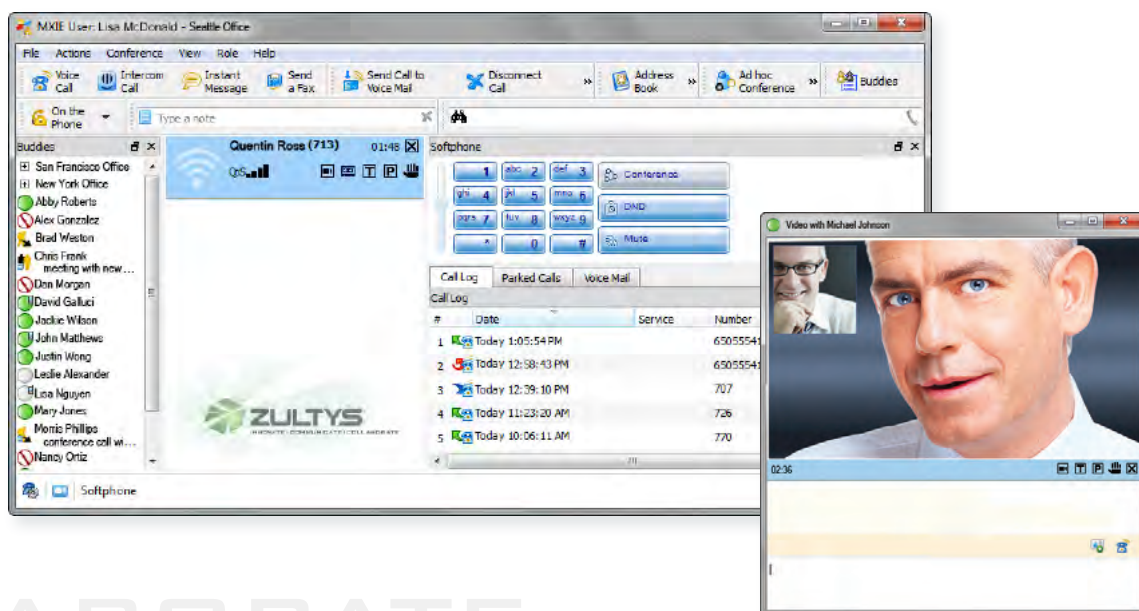 MXIE User: Lisa McDonald - Seattle Office
File Actions Conference View Role Help
Voice Call
Intercom Call
Instant Message
Send a Fax
Send Call to Voice Mail
Disconnect Call
Address Book
Ad hoc Conference
Buddies
On the Phone
Type a note
Buddies
San Francisco Office
New York Office
Abby Roberts
Alex Gonzalez
Brad Weston
Chris Frank
meeting with new...
Dan Morgan
David Galluci
Jackie Wilson
John Matthews
Justin Wong
Leslie Alexander
Lisa Nguyen
Mary Jones
Morris Phillips
conference call wi...
Nancy Ortiz
Quentin Ross (713) 01:48
QoS
T P
ZULTYS
INNOVATE COMMUNICATE COLLABORATE
Softphone
1 abc 2 def 3
ghi 4 jkl 5 mno 6
pqrs 7 tuv 8 wxyz 9
* 0 #
Conference
DND
Mute
Call Log Parked Calls Voice Mail
Call Log
# Date Service Number
1 Today 1:05:54 PM 65055541
2 Today 12:58:43 PM 65055541
3 Today 12:39:10 PM 707
4 Today 11:23:20 AM 726
5 Today 10:06:11 AM 770
Softphone
Video with Michael Johnson
02:36
T P